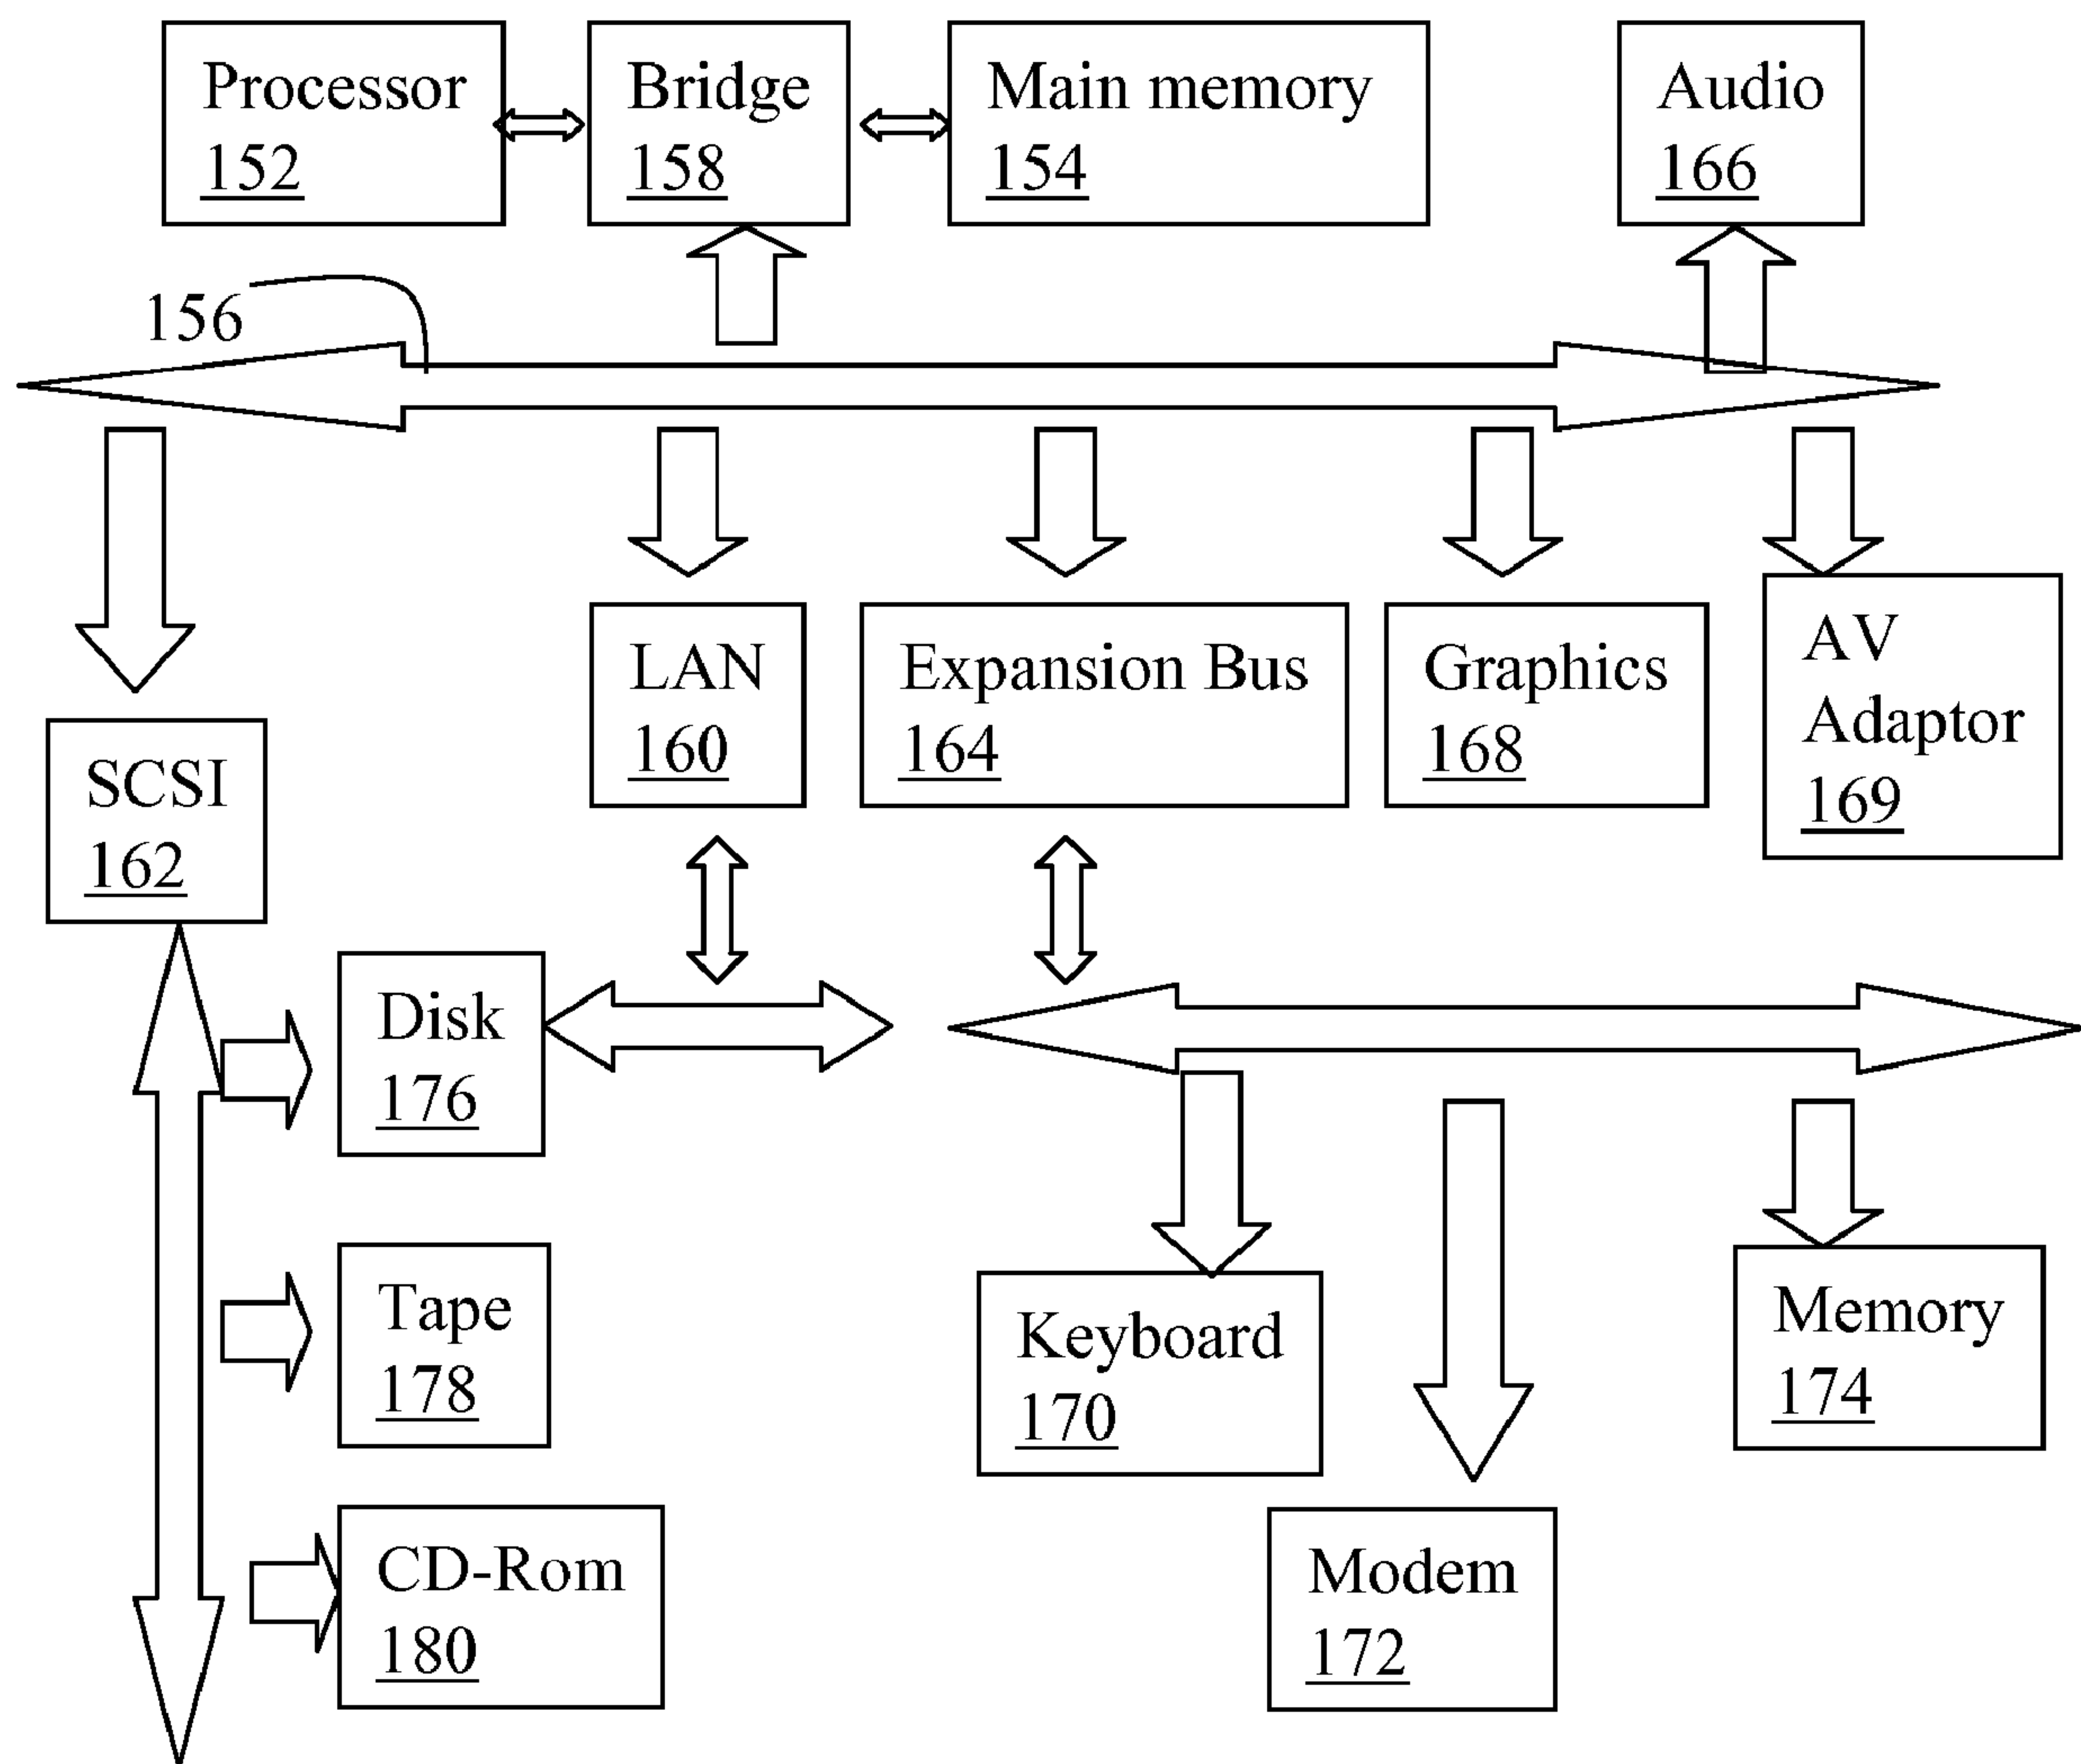 Processor
152
Bridge
158
Main memory
154
Audio
166
156
LAN
160
Expansion Bus
164
Graphics
168
AV
Adaptor
169
SCSI
162
Disk
176
Tape
178
Keyboard
170
Memory
174
CD-Rom
180
Modem
172